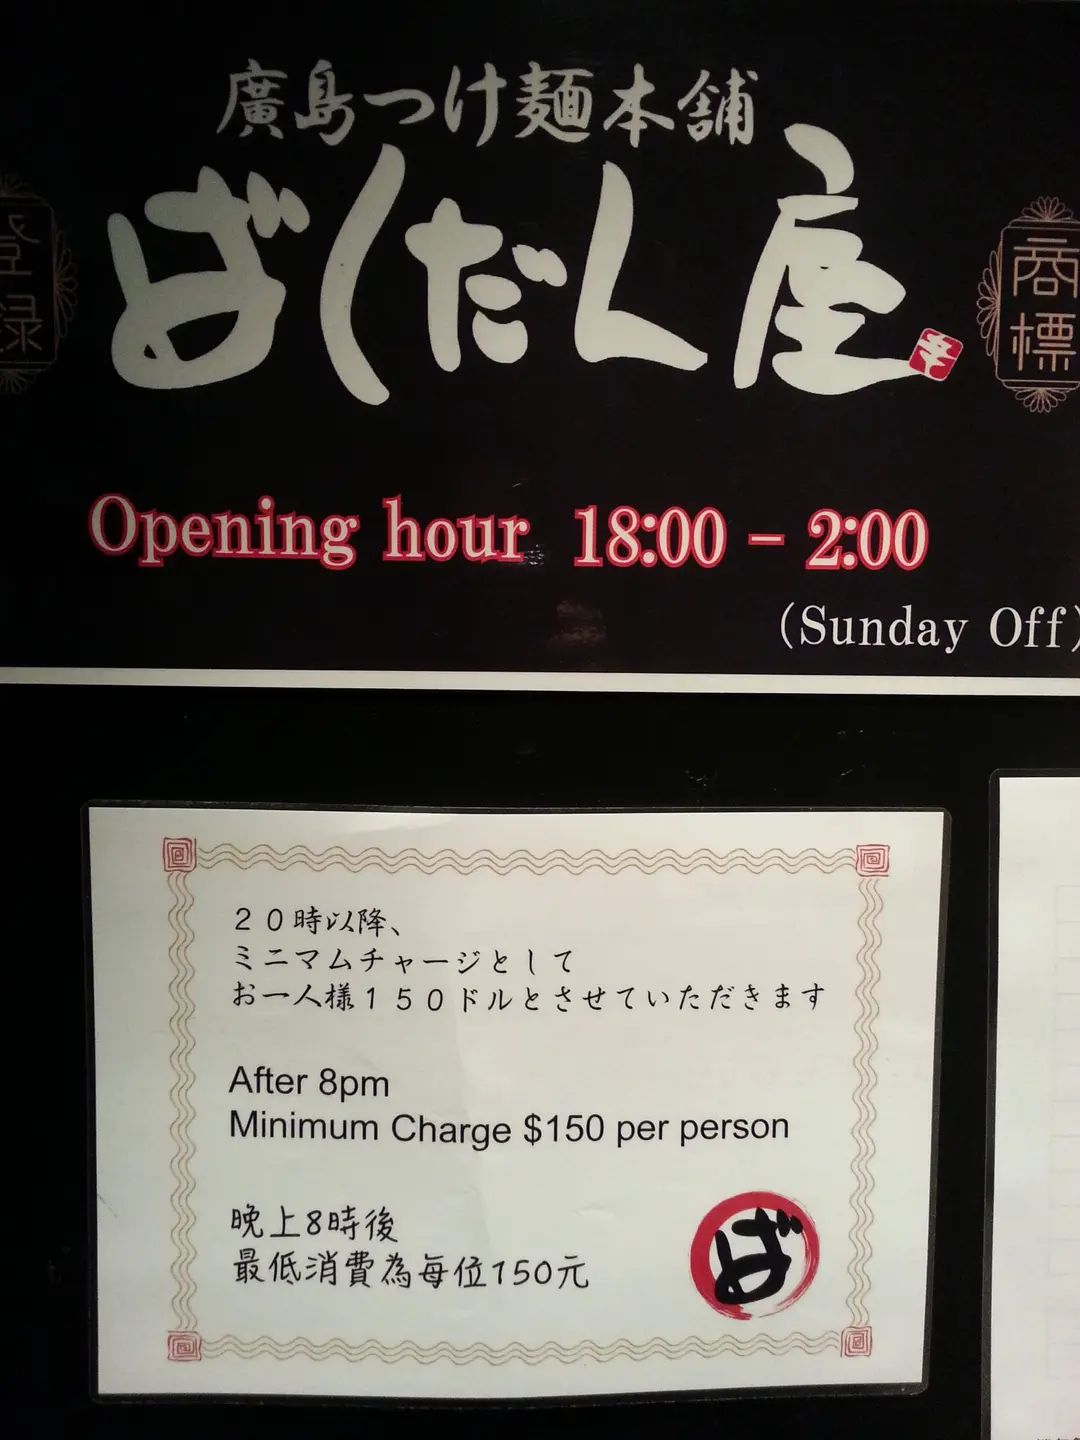 廣島つけ麺本舗
ばくだん屋
登録
商標
Opening hour 18:00 – 2:00
(Sunday Off)
２０時以降、
ミニマムチャージとして
お一人様１５０ドルとさせていただきます
After 8pm
Minimum Charge $150 per person
晚上8時後
最低消費為每位150元
ば